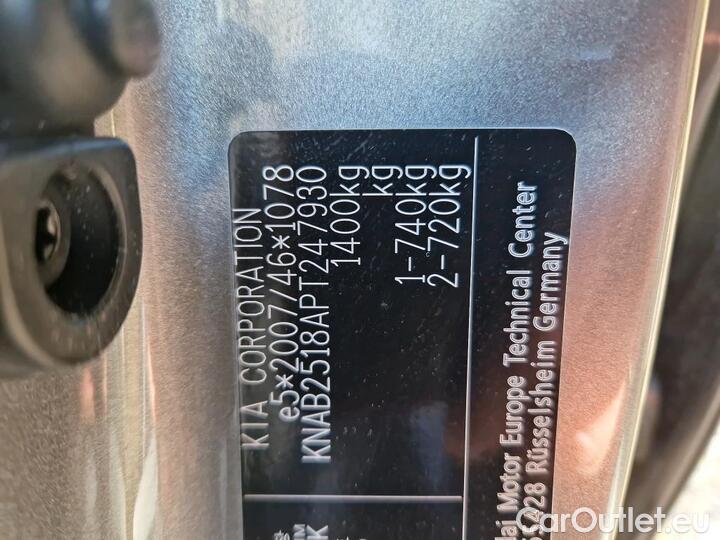 KIA CORPORATION
e5*2007/46*1078
KNAB2518APT247930
1400kg
kg
1-740kg
2-720kg
Motor Europe Technical Center
Rüsselsheim Germany
CarOutlet.eu